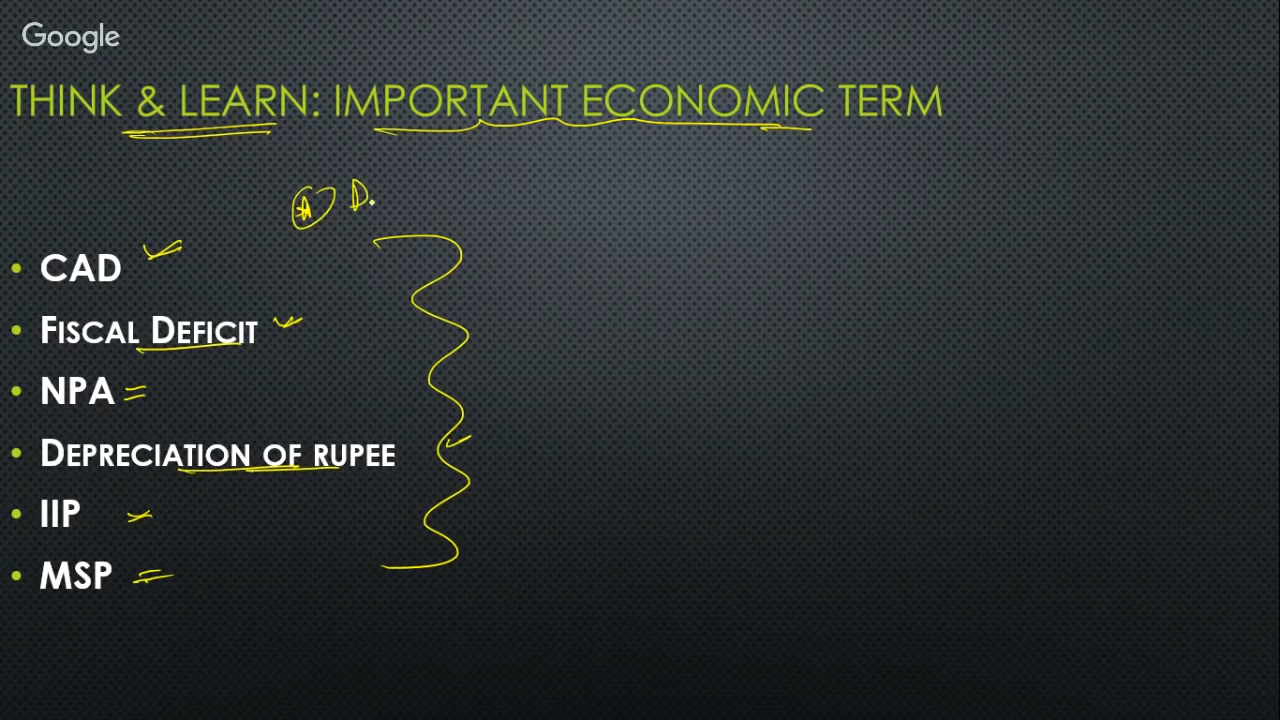 Google
THINK & LEARN: IMPORTANT ECONOMIC TERM
A D.
• CAD
• FISCAL DEFICIT
• NPA
• DEPRECIATION OF RUPEE
• IIP
• MSP